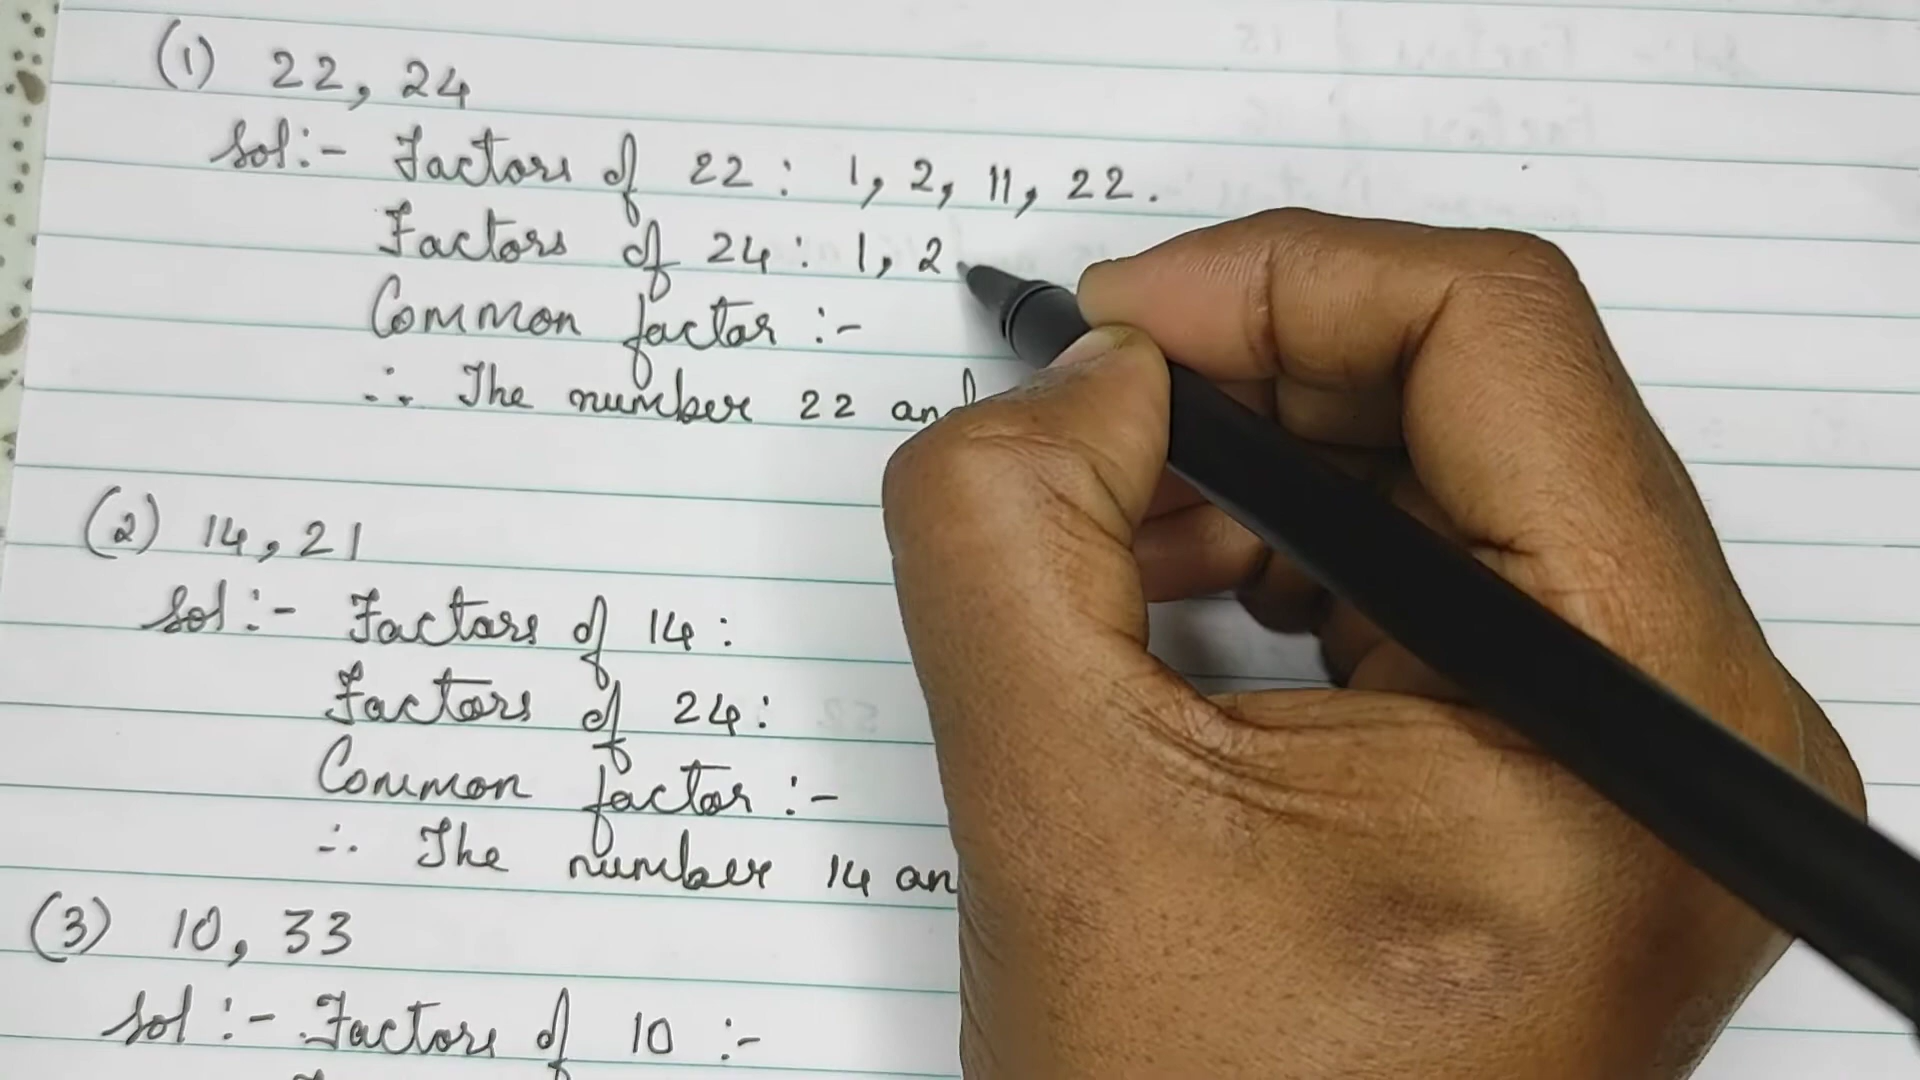 (1) 22, 24
Sol:- Factors of 22 : 1, 2, 11, 22.
Factors of 24 : 1, 2
Common factor :-
∴ The number 22 and
(2) 14, 21
Sol :- Factors of 14 :
Factors of 24 :
Common factor :-
∴ The number 14 an
(3) 10, 33
Sol :- Factors of 10 :-